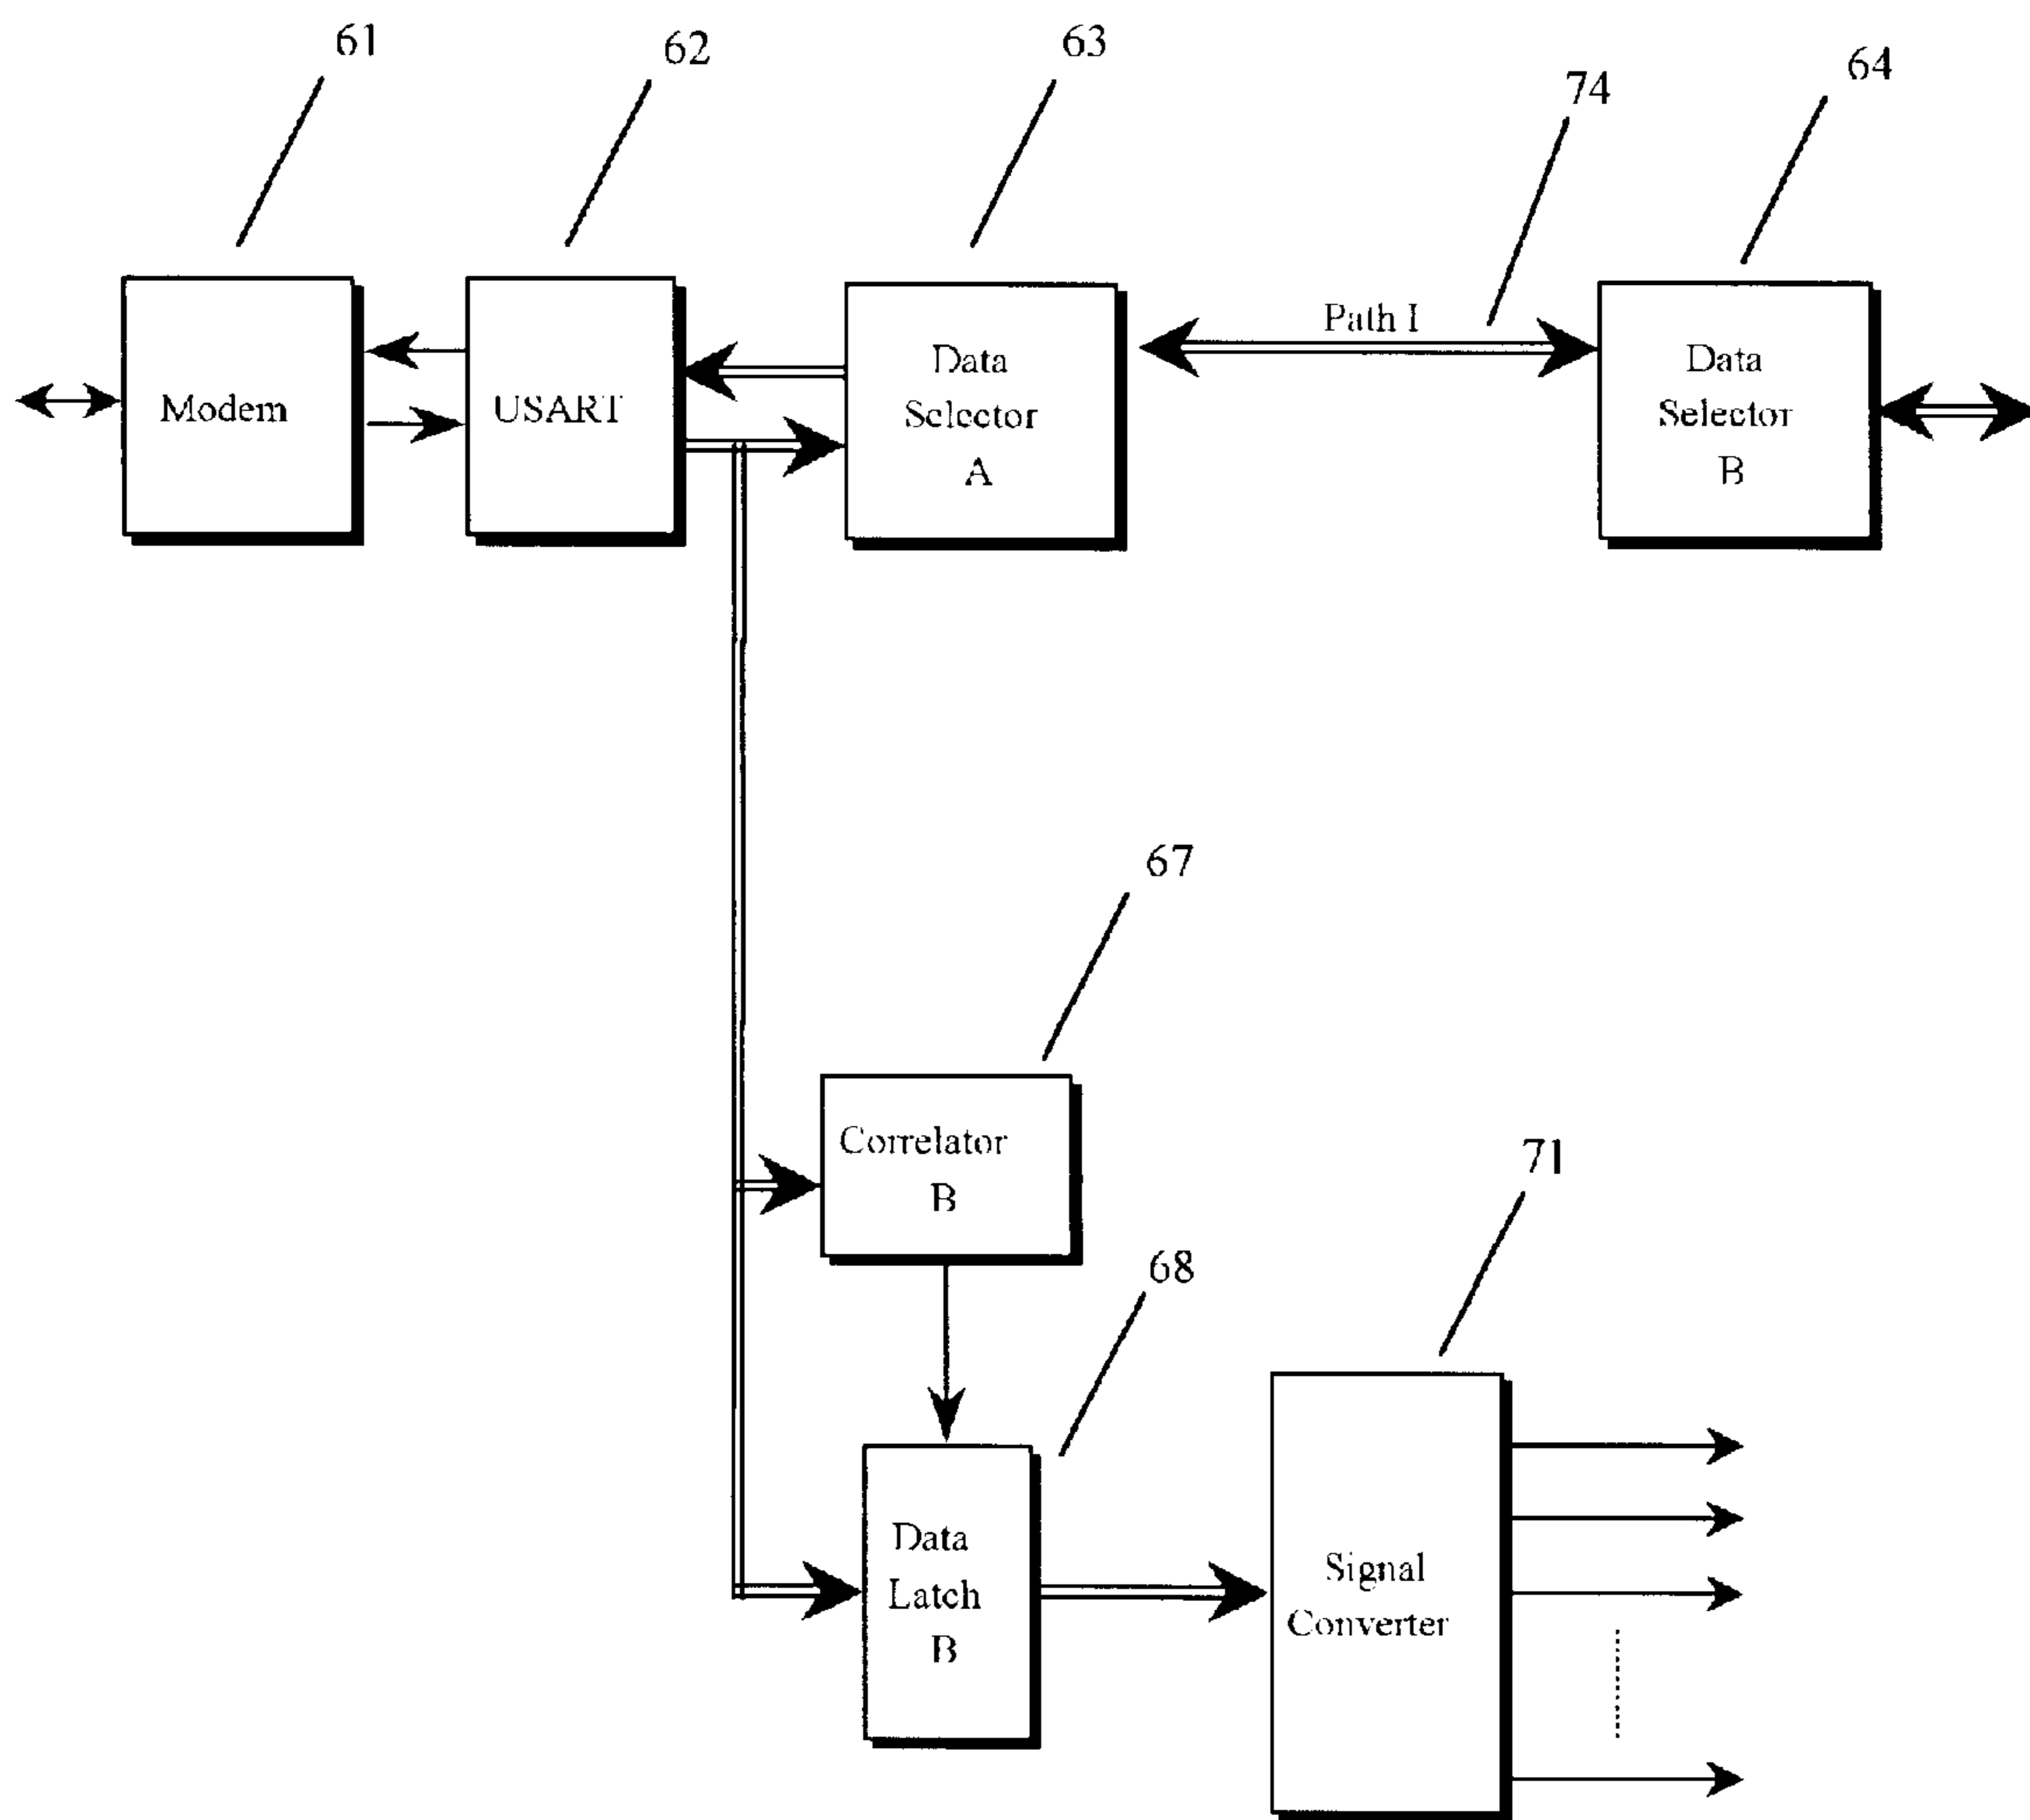 61
62
63
74
64
Path I
Modem
USART
Data
Selector
A
Data
Selector
B
67
Correlator
B
71
68
Data
Latch
B
Signal
Converter